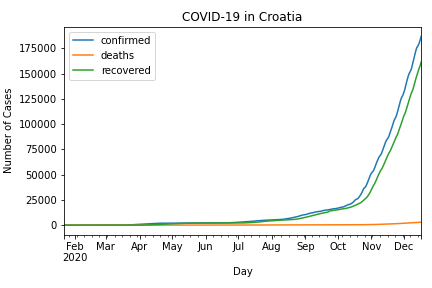 COVID-19 in Croatia
confirmed
deaths
recovered
Number of Cases
175000
150000
125000
100000
75000
50000
25000
0
Feb Mar Apr May Jun Jul Aug Sep Oct Nov Dec
2020
Day